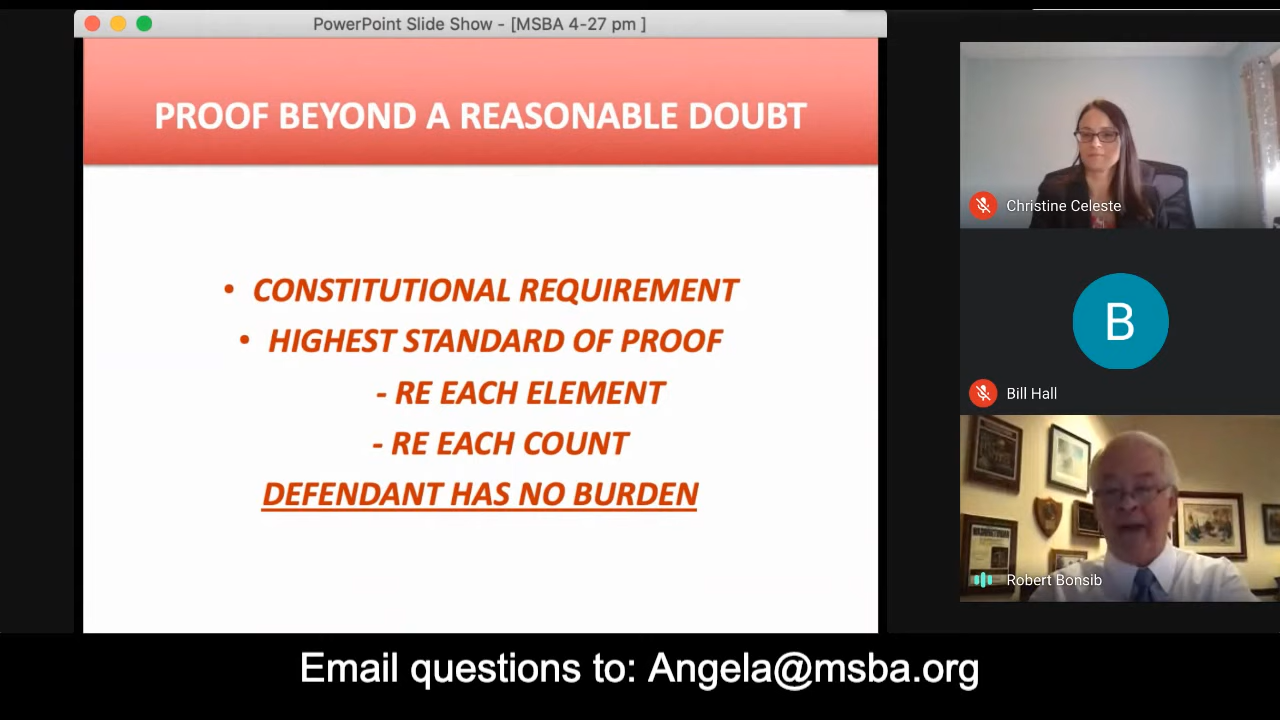 PowerPoint Slide Show - [MSBA 4-27 pm ]
PROOF BEYOND A REASONABLE DOUBT
• CONSTITUTIONAL REQUIREMENT
• HIGHEST STANDARD OF PROOF
- RE EACH ELEMENT
- RE EACH COUNT
DEFENDANT HAS NO BURDEN
Christine Celeste
B
Bill Hall
Robert Bonsib
Email questions to: Angela@msba.org